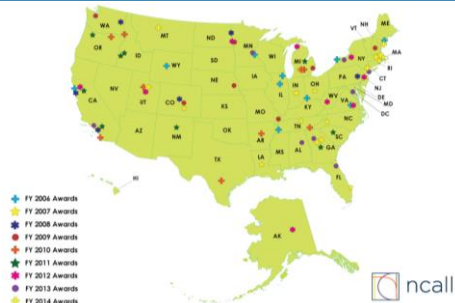 WA
MT
ND
MN
OR
ID
SD
WI
MI
VT NH
ME
NY
MA
RI
CT
NJ
DE
MD
DC
WY
IA
NE
IL
IN
OH
PA
NV
UT
CO
KS
MO
KY
WV
VA
CA
AZ
NM
OK
AR
TN
NC
SC
MS
AL
GA
TX
LA
FL
HI
AK
FY 2006 Awards
FY 2007 Awards
FY 2008 Awards
FY 2009 Awards
FY 2010 Awards
FY 2011 Awards
FY 2012 Awards
FY 2013 Awards
FY 2014 Awards
ncall